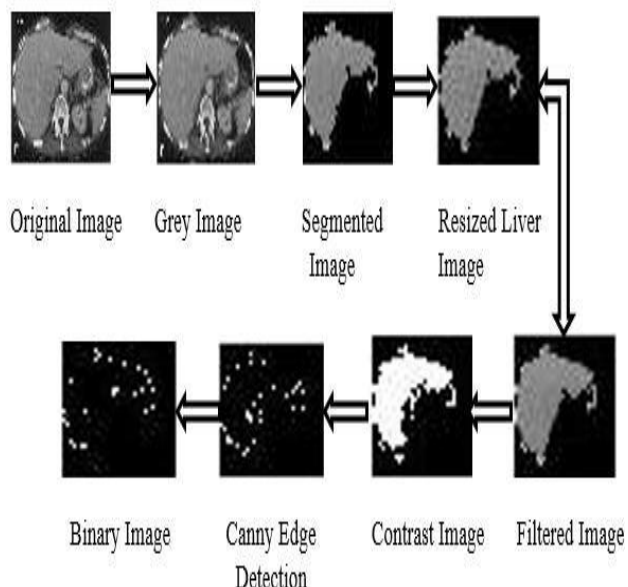 Original Image
Grey Image
Segmented
Image
Resized Liver
Image
Binary Image
Canny Edge
Detection
Contrast Image
Filtered Image